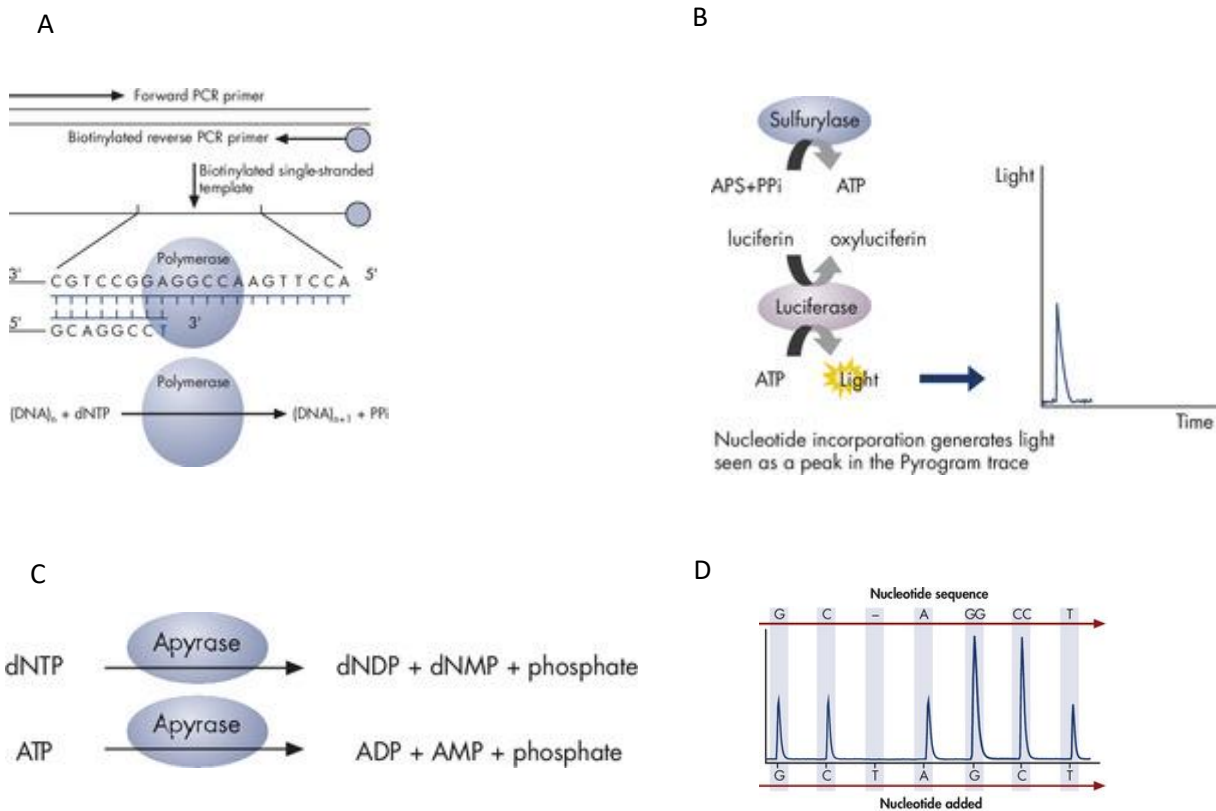 A
Forward PCR primer
Biotinylated reverse PCR primer
Biotinylated single-stranded
template
Polymerase
3'
CGTCCGGAGGCCAAGTTCCA
5'
5'
GCAGGCCT
3'
Polymerase
(DNA)n + dNTP
(DNA)n+1 + PPi
B
Sulfurylase
APS+PPi
ATP
luciferin
oxyluciferin
Luciferase
ATP
Light
Light
Time
Nucleotide incorporation generates light
seen as a peak in the Pyrogram trace
C
dNTP
Apyrase
dNDP + dNMP + phosphate
ATP
Apyrase
ADP + AMP + phosphate
D
Nucleotide sequence
G C – A GG CC T
G C T A G C T
Nucleotide added